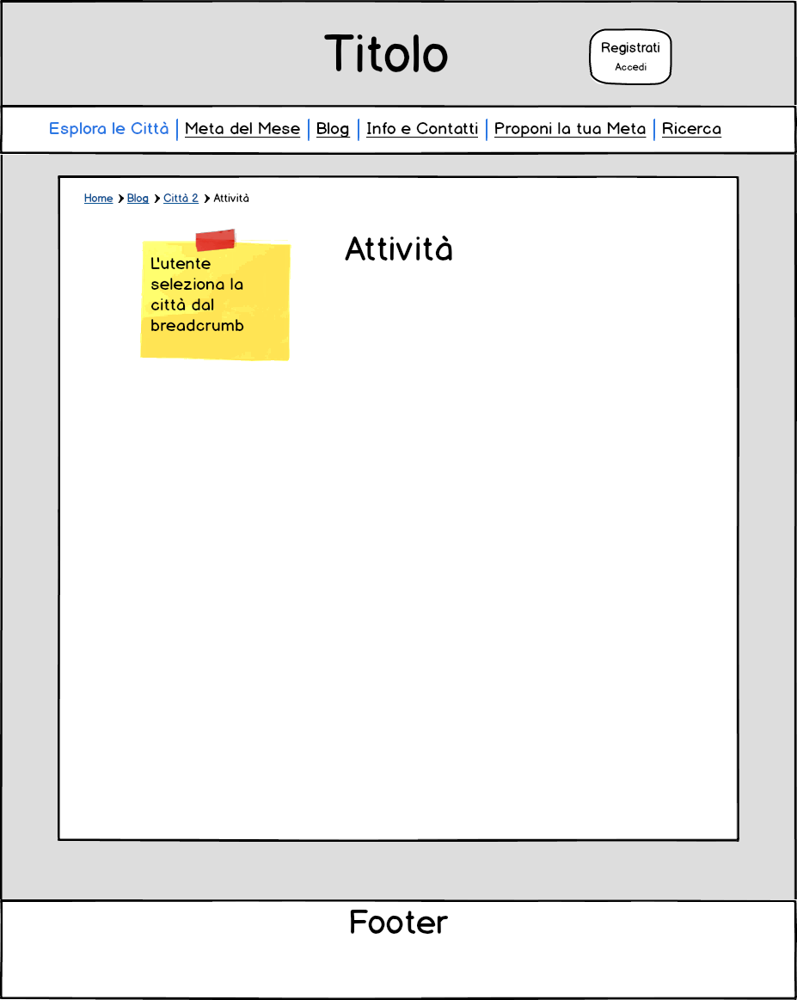 Titolo
Registrati
Accedi
Esplora le Città | Meta del Mese | Blog | Info e Contatti | Proponi la tua Meta | Ricerca
Home > Blog > Città 2 > Attività
Attività
L'utente
seleziona la
città dal
breadcrumb
Footer